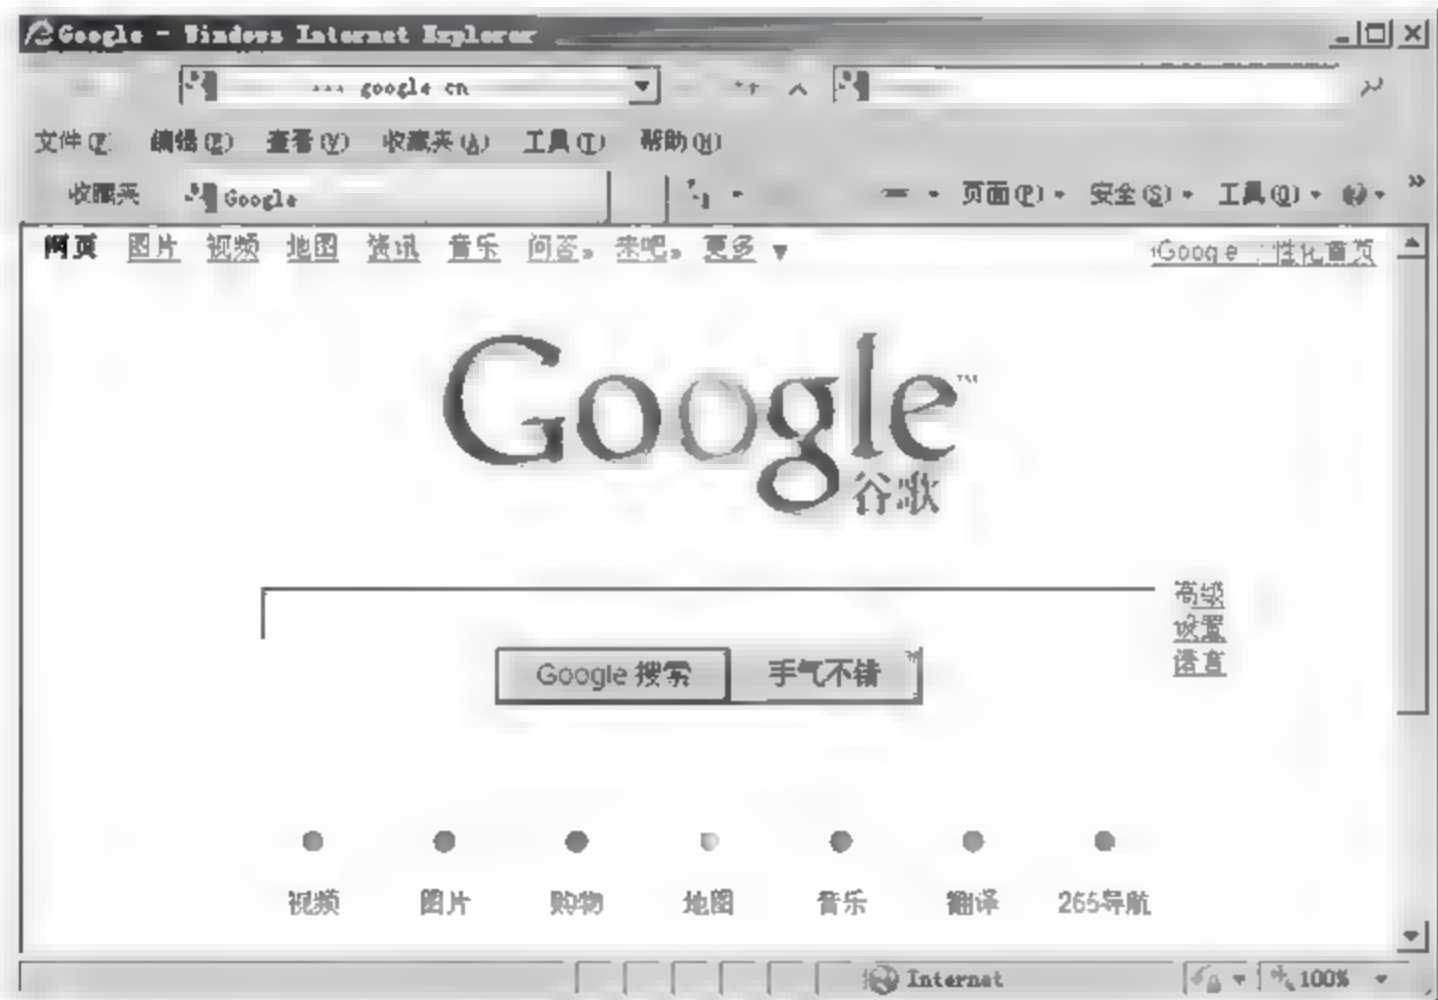 Google - Windows Internet Explorer
google cn
文件(F) 编辑(E) 查看(V) 收藏夹(A) 工具(T) 帮助(H)
收藏夹 Google 页面(P) 安全(S) 工具(O) »
网页 图片 视频 地图 资讯 音乐 问答 来吧 更多 ▼ iGoogle 性化首页
Google™
谷歌
高级
设置
语言
Google 搜索 手气不错
视频 图片 购物 地图 音乐 翻译 265导航
Internet 100%